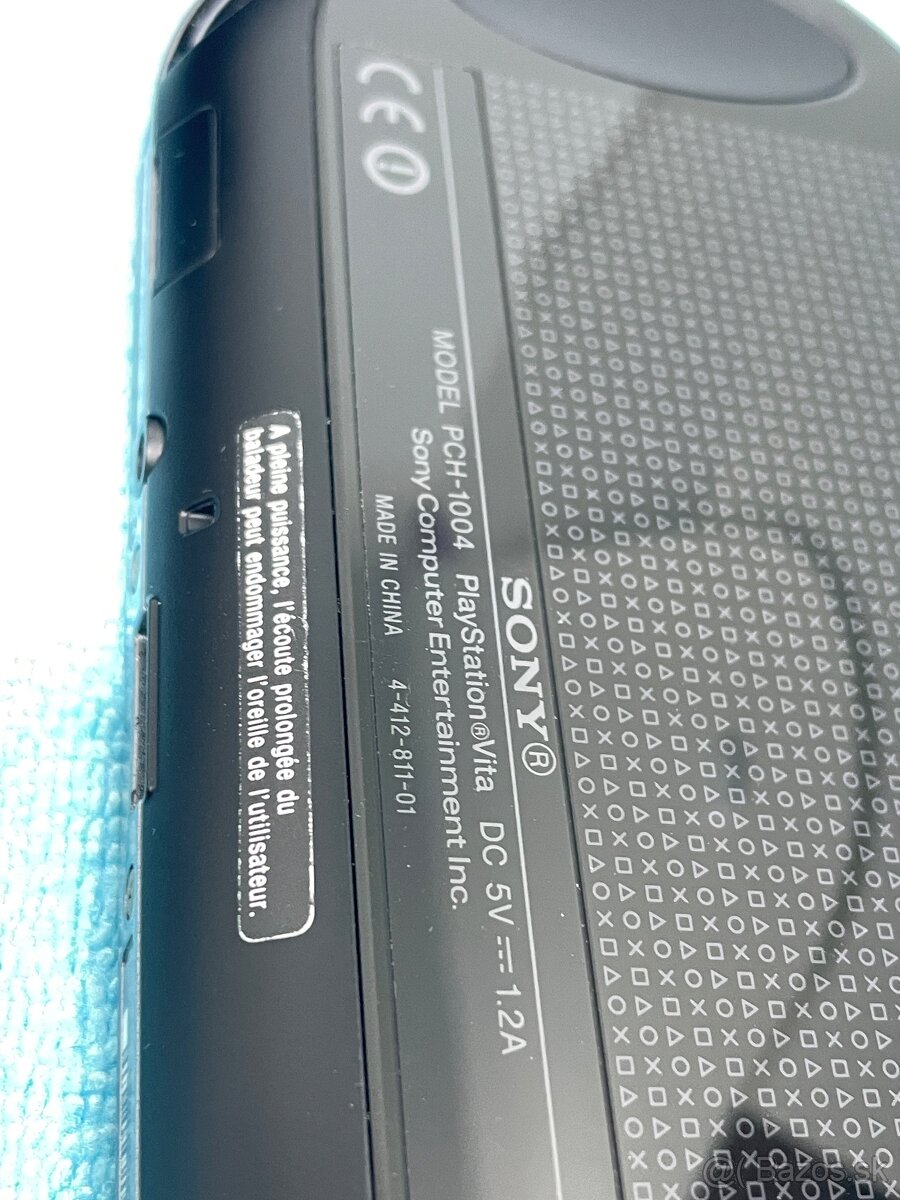 CE
SONY®
MODEL PCH-1004 PlayStation®Vita DC 5V ⎓ 1.2A
Sony Computer Entertainment Inc.
MADE IN CHINA 4-412-811-01
A pleine puissance, l'écoute prolongée du
baladeur peut endommager l'oreille de l'utilisateur.
Bazos.sk